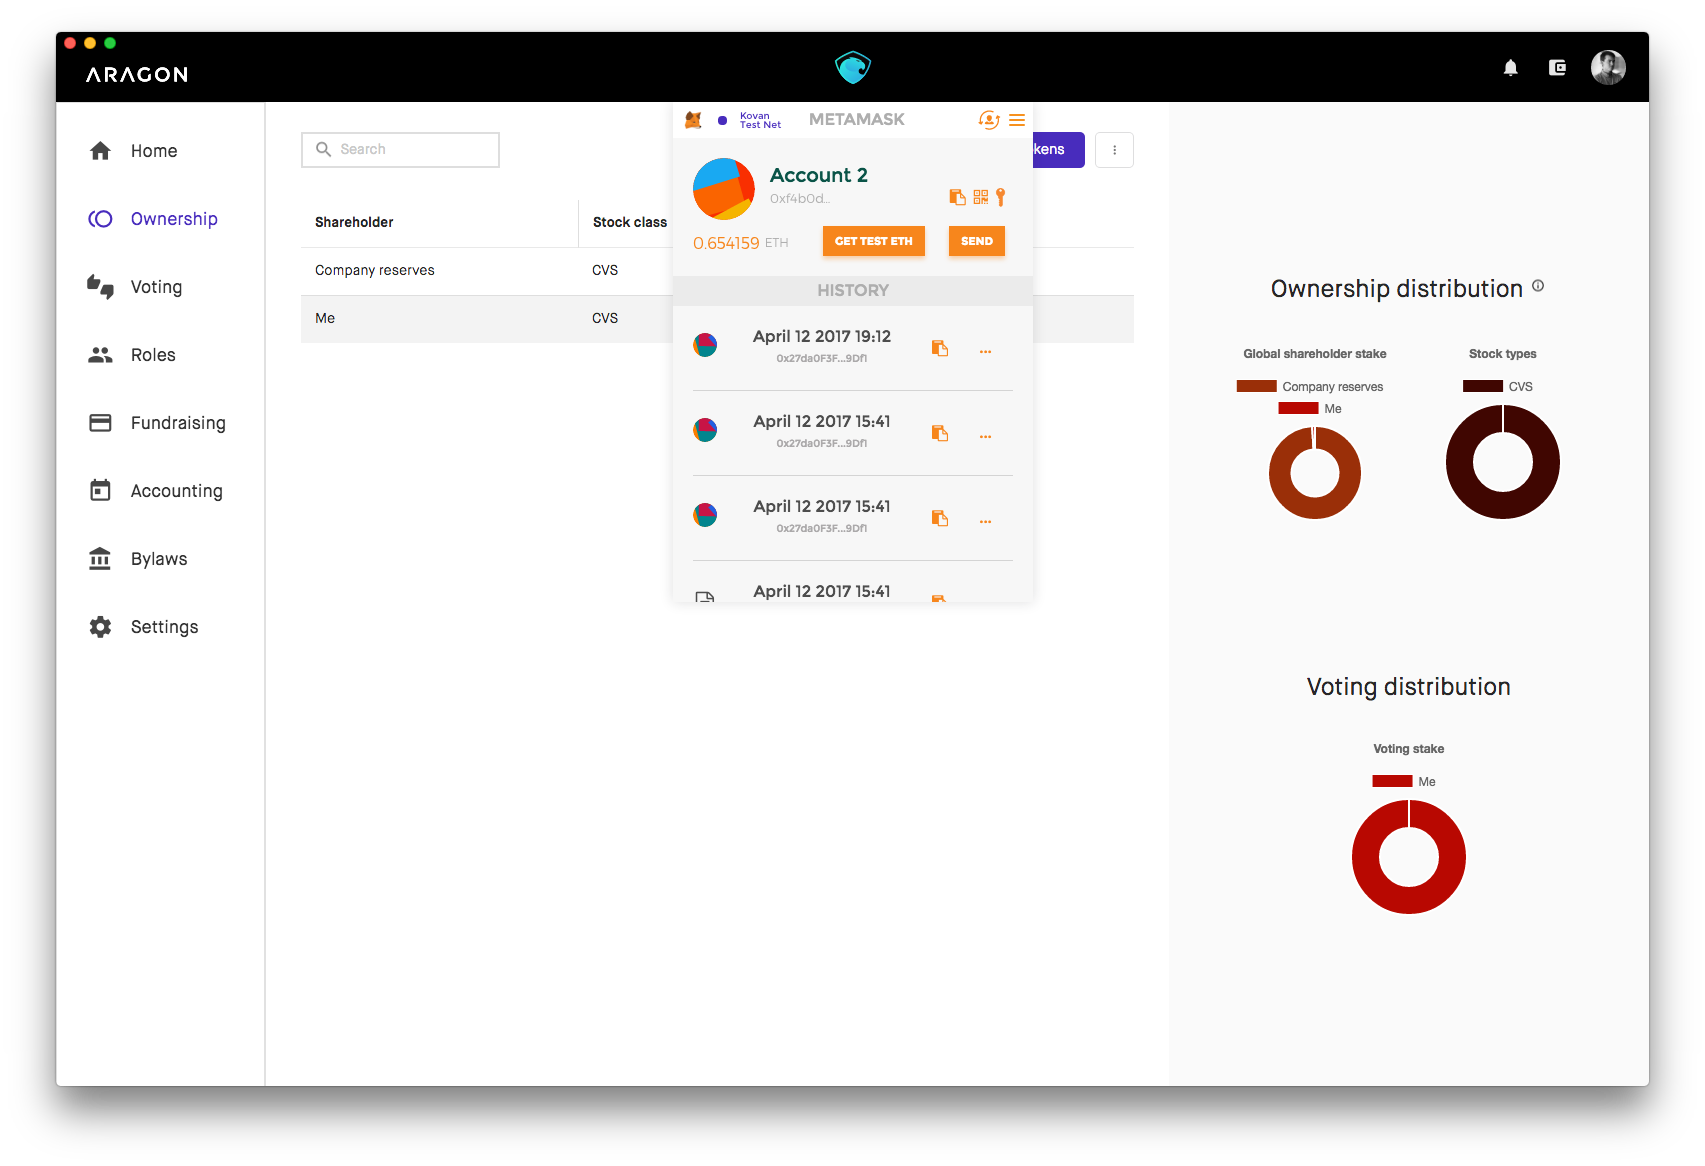 ARAGON
Home
Ownership
Voting
Roles
Fundraising
Accounting
Bylaws
Settings
Search
kens
Shareholder
Stock class
Company reserves
CVS
Me
CVS
Kovan
Test Net
METAMASK
Account 2
0xf4b0d...
0.654159 ETH
GET TEST ETH
SEND
HISTORY
April 12 2017 19:12
0x27da0F3F...9Df1
...
April 12 2017 15:41
0x27da0F3F...9Df1
...
April 12 2017 15:41
0x27da0F3F...9Df1
...
April 12 2017 15:41
Ownership distribution
Global shareholder stake
Company reserves
Me
Stock types
CVS
Voting distribution
Voting stake
Me